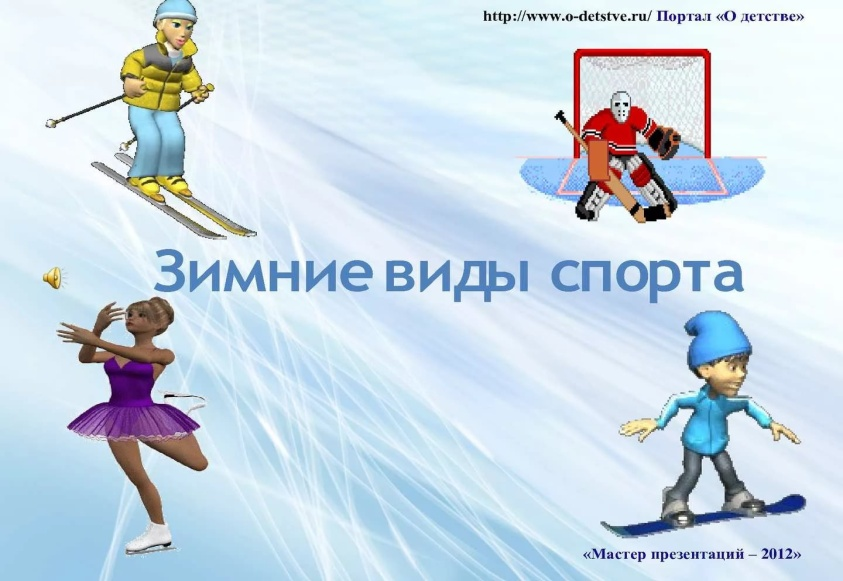 http://www.o-detstve.ru/ Портал «О детстве»
Зимние виды спорта
«Мастер презентаций – 2012»